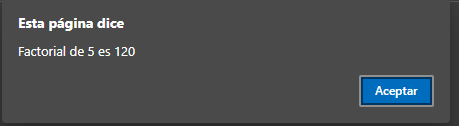 Esta página dice
Factorial de 5 es 120
Aceptar